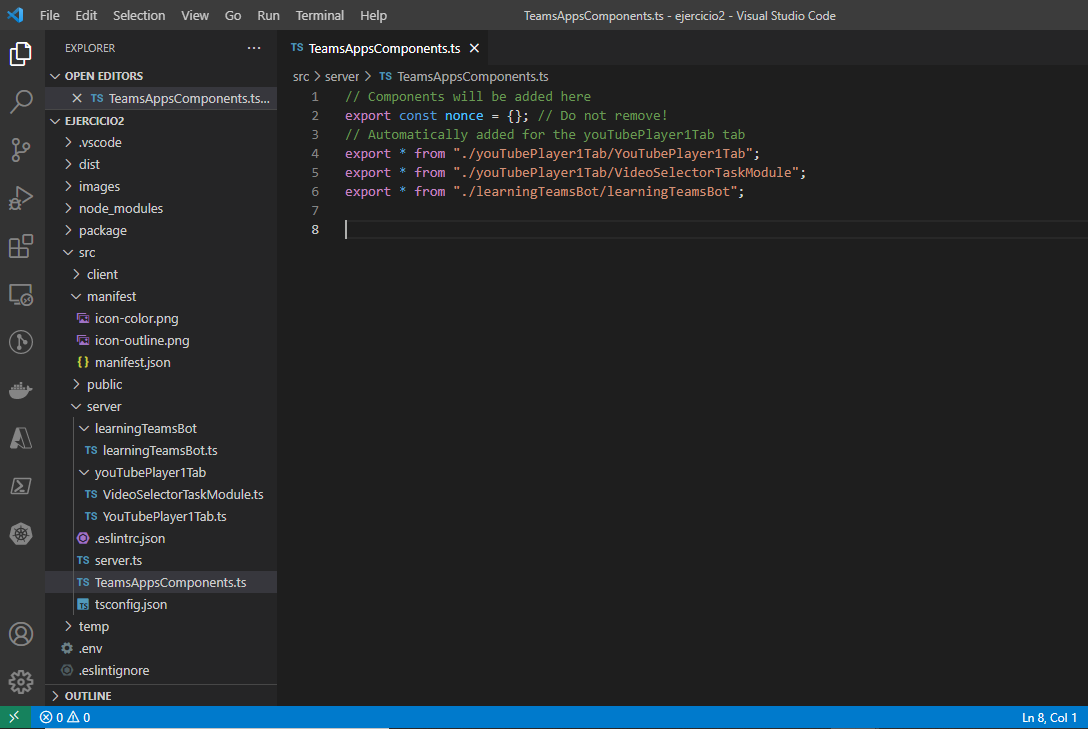 File Edit Selection View Go Run Terminal Help TeamsAppsComponents.ts - ejercicio2 - Visual Studio Code
EXPLORER ···
OPEN EDITORS
TS TeamsAppsComponents.ts...
EJERCICIO2
.vscode
dist
images
node_modules
package
src
client
manifest
icon-color.png
icon-outline.png
{} manifest.json
public
server
learningTeamsBot
TS learningTeamsBot.ts
youTubePlayer1Tab
TS VideoSelectorTaskModule.ts
TS YouTubePlayer1Tab.ts
.eslintrc.json
TS server.ts
TS TeamsAppsComponents.ts
TS tsconfig.json
temp
.env
.eslintignore
OUTLINE
TS TeamsAppsComponents.ts
src > server > TS TeamsAppsComponents.ts
1 // Components will be added here
2 export const nonce = {}; // Do not remove!
3 // Automatically added for the youTubePlayer1Tab tab
4 export * from "./youTubePlayer1Tab/YouTubePlayer1Tab";
5 export * from "./youTubePlayer1Tab/VideoSelectorTaskModule";
6 export * from "./learningTeamsBot/learningTeamsBot";
7
8
0 0 Ln 8, Col 1